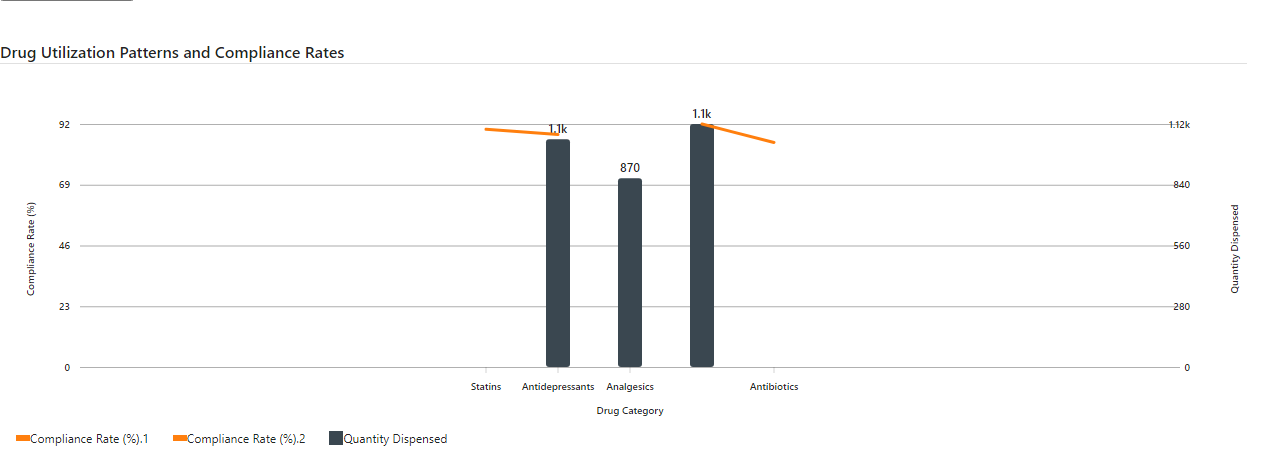 Drug Utilization Patterns and Compliance Rates
1.1k
92 1.1k 1.12k
870
69 840
46 560
23 280
0 0
Compliance Rate (%)
Quantity Dispensed
Statins Antidepressants Analgesics Antibiotics
Drug Category
Compliance Rate (%).1 Compliance Rate (%).2 Quantity Dispensed